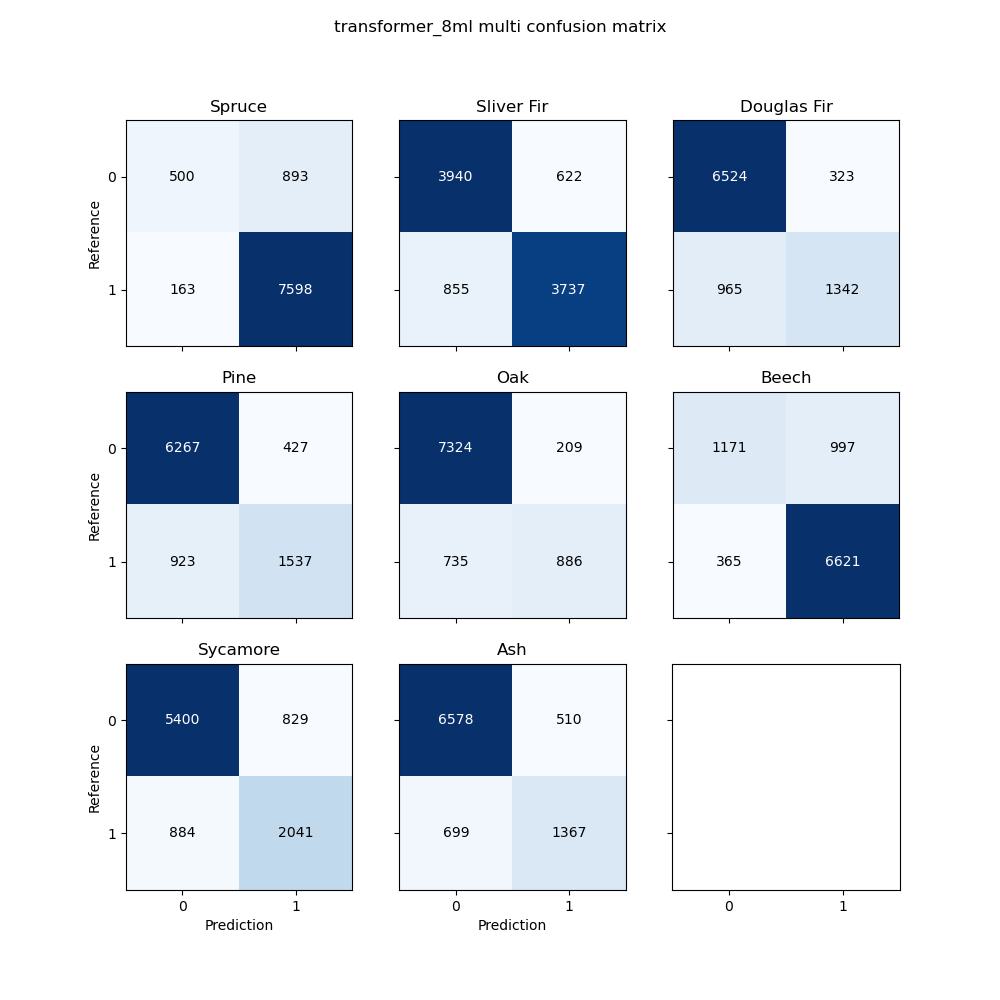 transformer_8ml multi confusion matrix
Spruce Sliver Fir Douglas Fir
0 500 893 3940 622 6524 323
Reference
1 163 7598 855 3737 965 1342
Pine Oak Beech
0 6267 427 7324 209 1171 997
Reference
1 923 1537 735 886 365 6621
Sycamore Ash
0 5400 829 6578 510
Reference
1 884 2041 699 1367
0 1 0 1 0 1
Prediction Prediction